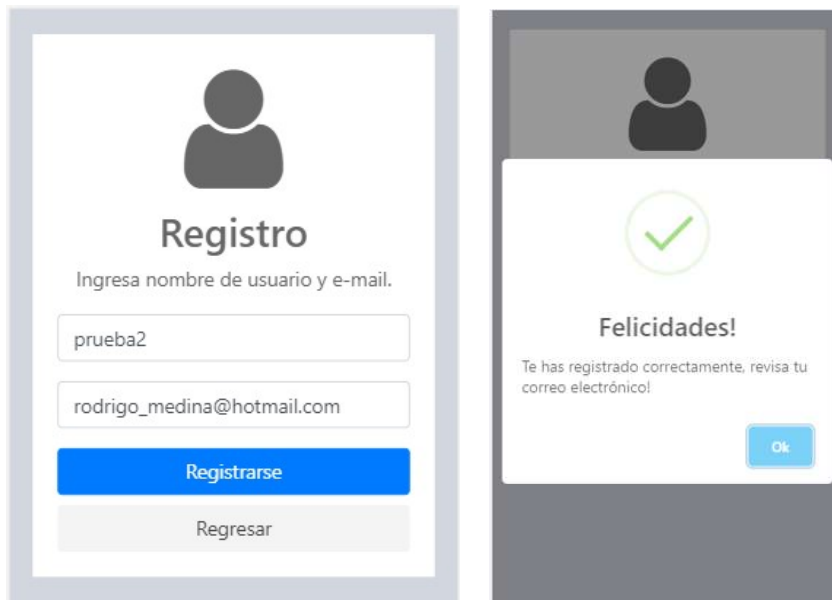 Registro
Ingresa nombre de usuario y e-mail.
prueba2
rodrigo_medina@hotmail.com
Registrarse
Regresar
Felicidades!
Te has registrado correctamente, revisa tu
correo electrónico!
Ok